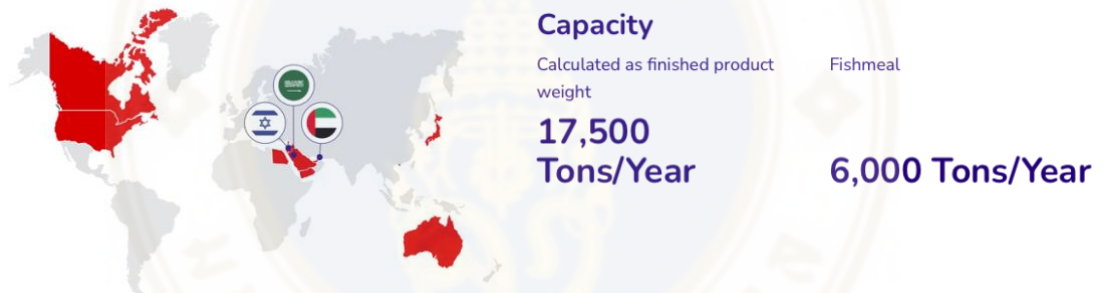 Capacity
Calculated as finished product
weight
17,500
Tons/Year
Fishmeal
6,000 Tons/Year